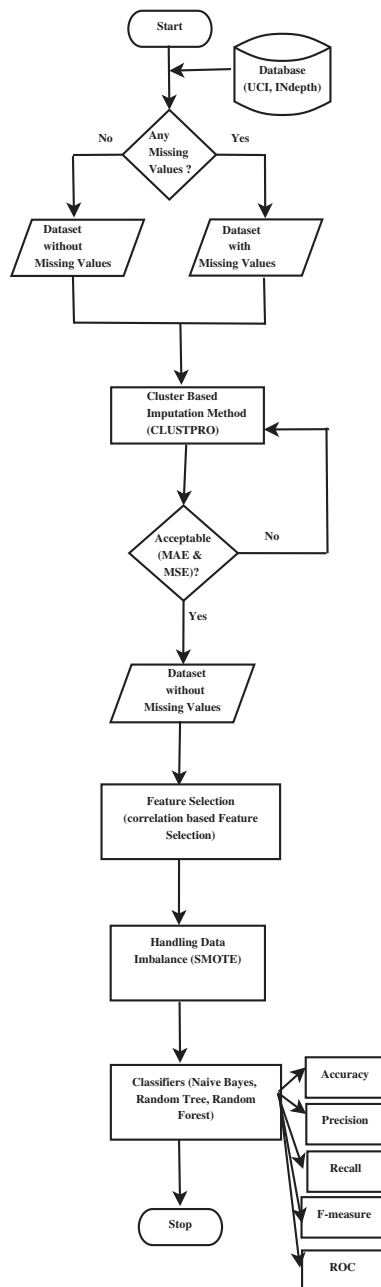 Start
Database
(UCI, INdepth)
Any
Missing
Values ?
No
Yes
Dataset
without
Missing Values
Dataset
with
Missing Values
Cluster Based
Imputation Method
(CLUSTPRO)
Acceptable
(MAE &
MSE)?
No
Yes
Dataset
without
Missing Values
Feature Selection
(correlation based Feature
Selection)
Handling Data
Imbalance (SMOTE)
Classifiers (Naive Bayes,
Random Tree, Random
Forest)
Accuracy
Precision
Recall
F-measure
ROC
Stop